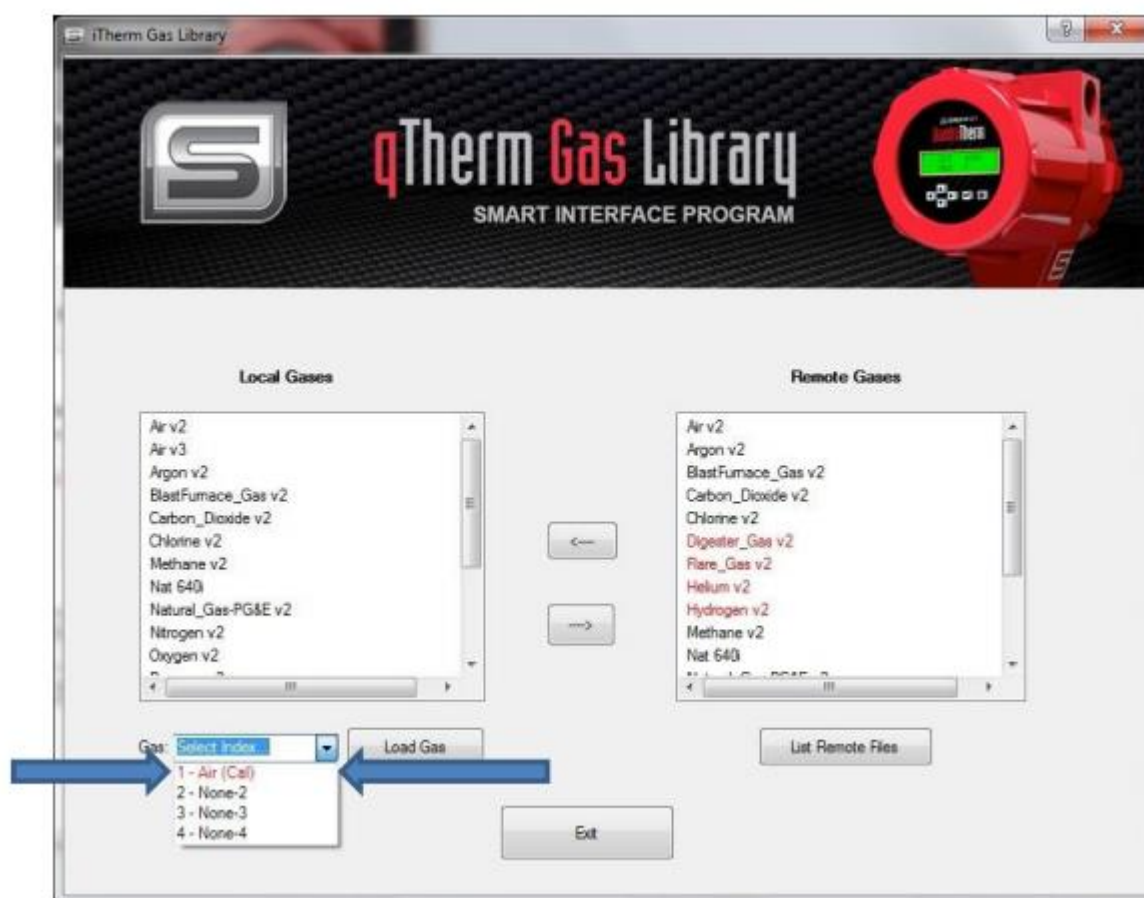 iTherm Gas Library
qTherm Gas Library
SMART INTERFACE PROGRAM
Local Gases
Air v2
Air v3
Argon v2
BlastFurnace_Gas v2
Carbon_Dioxide v2
Chlorine v2
Methane v2
Nat 640i
Natural_Gas-PG&E v2
Nitrogen v2
Oxygen v2
Remote Gases
Air v2
Argon v2
BlastFurnace_Gas v2
Carbon_Dioxide v2
Chlorine v2
Digester_Gas v2
Flare_Gas v2
Helium v2
Hydrogen v2
Methane v2
Nat 640i
<---
--->
Gas: Select Index...
Load Gas
List Remote Files
1 - Air (Cal)
2 - None-2
3 - None-3
4 - None-4
Exit